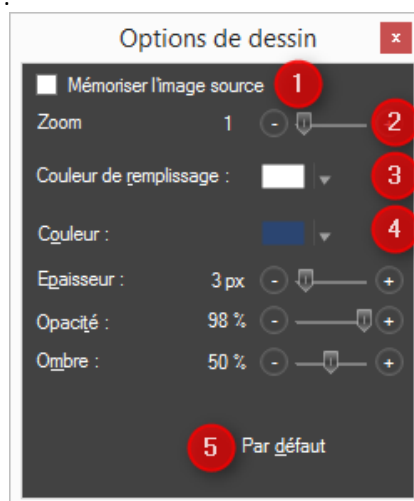 Options de dessin x
Mémoriser l'image source 1
Zoom 1 - 2
Couleur de remplissage : 3
Couleur : 4
Epaisseur : 3 px - +
Opacité : 98 % - +
Ombre : 50 % - +
5 Par défaut